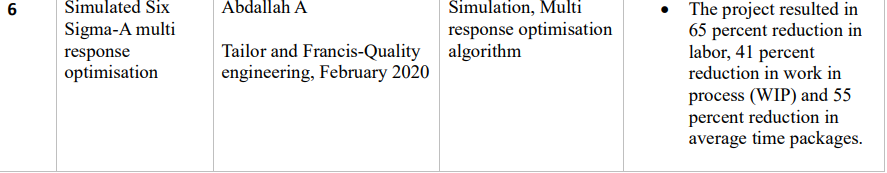 6
Simulated Six
Sigma-A multi
response
optimisation
Abdallah A
Tailor and Francis-Quality
engineering, February 2020
Simulation, Multi
response optimisation
algorithm
• The project resulted in
65 percent reduction in
labor, 41 percent
reduction in work in
process (WIP) and 55
percent reduction in
average time packages.